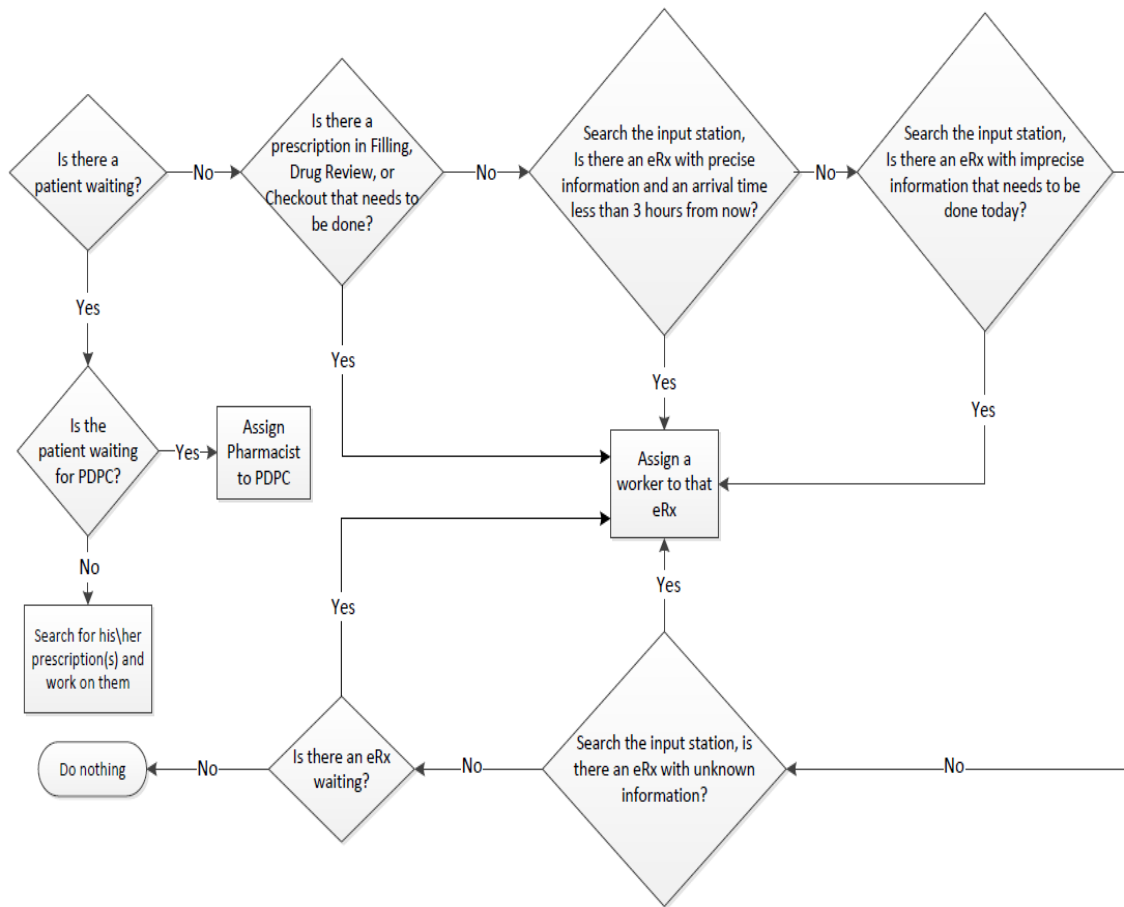 Is there a
patient waiting?
No
Is there a
prescription in Filling,
Drug Review, or
Checkout that needs to
be done?
No
Search the input station,
Is there an eRx with precise
information and an arrival time
less than 3 hours from now?
No
Search the input station,
Is there an eRx with imprecise
information that needs to be
done today?
Yes
Yes
Yes
Yes
Is the
patient waiting
for PDPC?
Yes
Assign
Pharmacist
to PDPC
Assign a
worker to that
eRx
No
Search for his\her
prescription(s) and
work on them
Yes
Yes
Do nothing
No
Is there an eRx
waiting?
No
Search the input station, is
there an eRx with unknown
information?
No